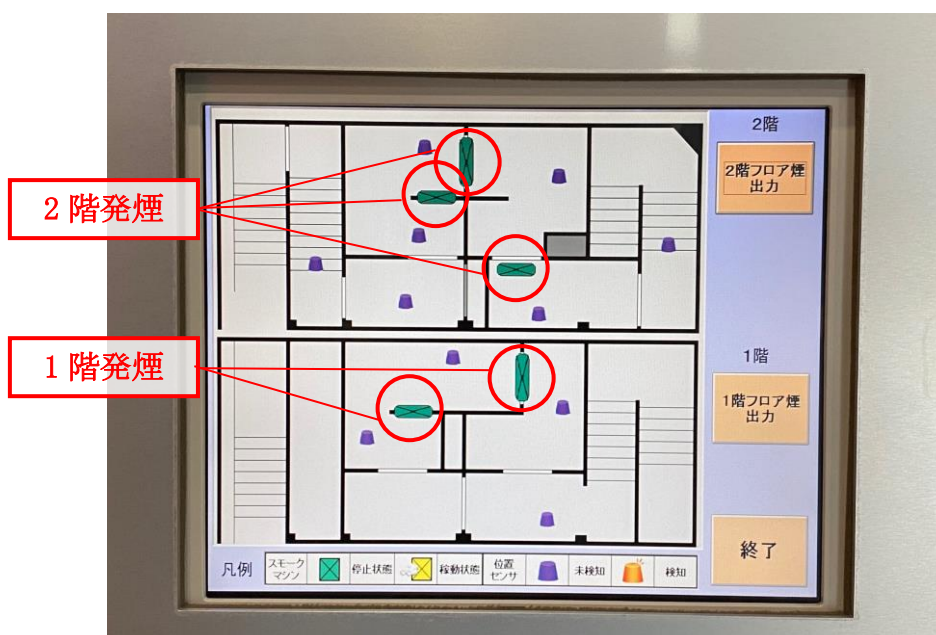 2階
2階フロア煙
出力
2階発煙
1階発煙
1階
1階フロア煙
出力
終了
凡例
スモーク
マシン
停止状態
稼動状態
位置
センサ
未検知
検知